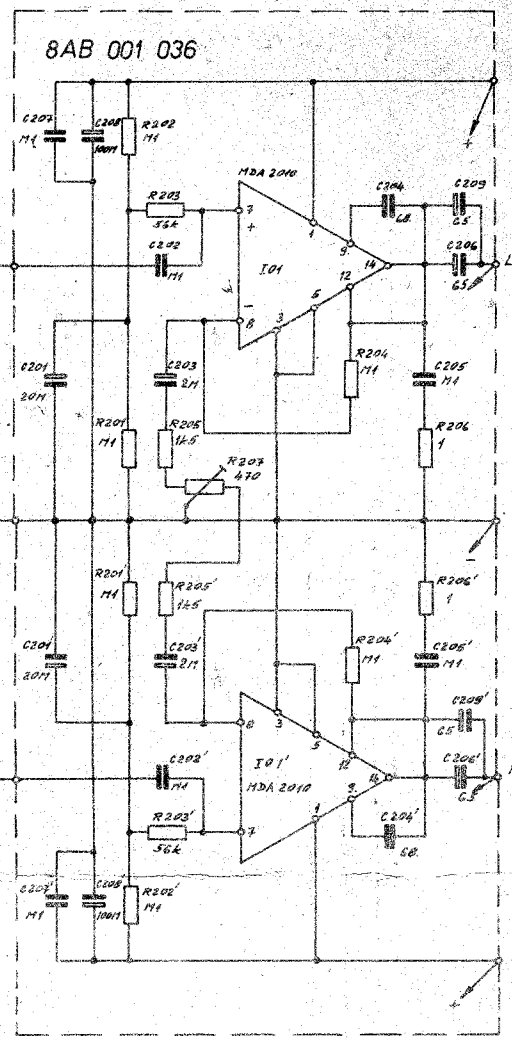 8AB 001 036
C207
M1
C208
100M
R202
M1
R203
56k
C202
M1
MDA 2010
7
+
1
9
12
14
I01
-
8
3
5
C204
68
C209
G5
C206
G5
L
C201
20M
C203
2M
R204
M1
C205
M1
R201
M1
R205
1k5
R206
1
R207
470
+
-
R201'
M1
R205'
1k5
R206'
1
C201'
20M
C203'
2M
R204'
M1
C205'
M1
8
3
5
12
14
9
1
7
I01'
MDA 2010
C209'
G5
C206'
G5
C202'
M1
R203'
56k
C204'
68
C207'
M1
C208'
100M
R202'
M1
+